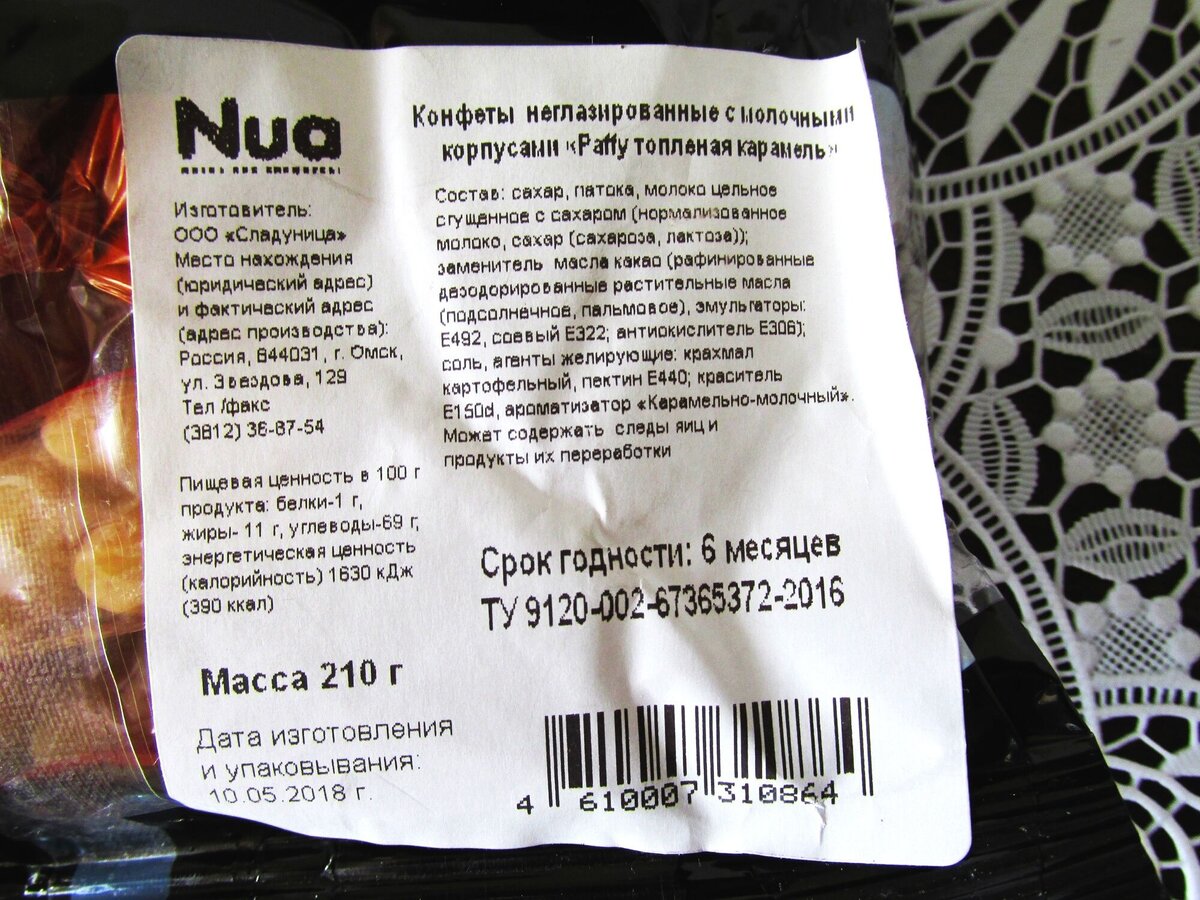 Nua
Изготовитель:
ООО «Сладуница»
Место нахождения
(юридический адрес)
и фактический адрес
(адрес производства):
Россия, 644031, г. Омск,
ул. 3 вездова, 129
Тел /факс
(3812) 36-87-54
Пищевая ценность в 100 г
продукта: белки-1 г,
жиры- 11 г, углеводы-69 г,
энергетическая ценность
(калорийность) 1630 кДж
(390 ккал)
Масса 210 г
Дата изготовления
и упаковывания:
10.05.2018 г.
Конфеты неглазированные с молочными
корпусами «Paffy топленая карамель»
Состав: сахар, патока, молоко цельное
сгущенное с сахаром (нормализованное
молоко, сахар (сахароза, лактоза));
заменитель масла какао (рафинированные
дезодорированные растительные масла
(подсолнечное, пальмовое), эмульгаторы:
Е492, соевый Е322; антиокислитель Е306);
соль, агенты желирующие: крахмал
картофельный, пектин Е440; краситель
Е150d, ароматизатор «Карамельно-молочный».
Может содержать следы яиц и
продукты их переработки
Срок годности: 6 месяцев
ТУ 9120-002-67365372-2016
4 610007 310864